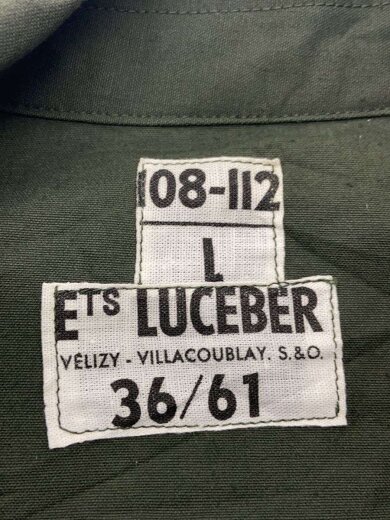 108-112
L
ETS LUCEBER
VÉLIZY - VILLACOUBLAY. S.&O.
36/61